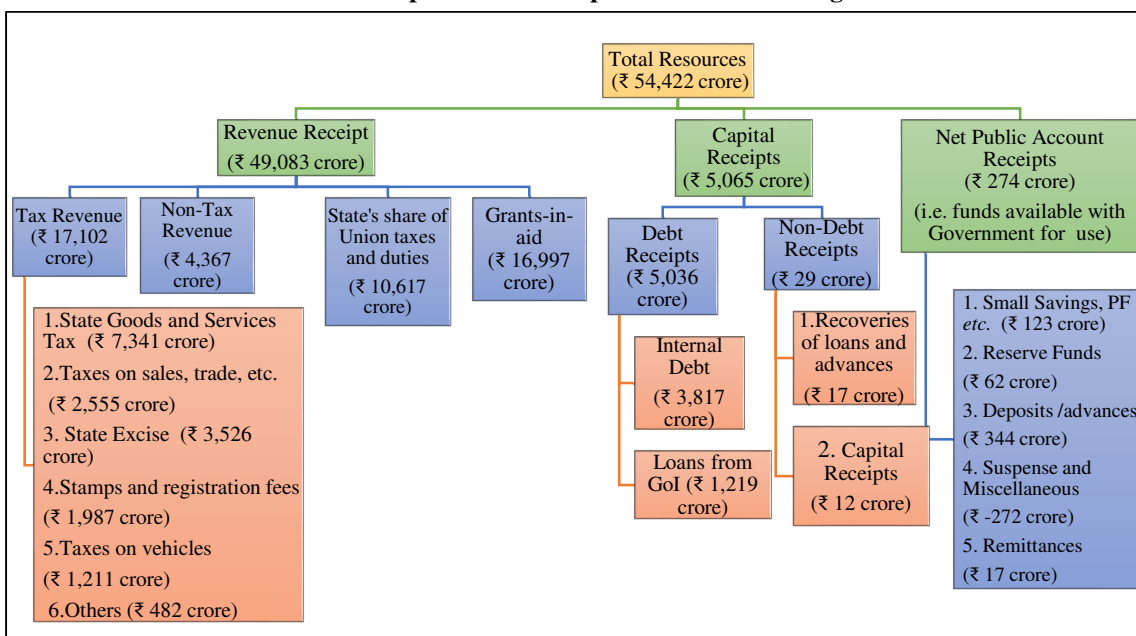 Total Resources
(₹ 54,422 crore)
Revenue Receipt
(₹ 49,083 crore)
Capital
Receipts
(₹ 5,065 crore)
Net Public Account
Receipts
(₹ 274 crore)
(i.e. funds available with
Government for use)
Tax Revenue
(₹ 17,102
crore)
Non-Tax
Revenue
(₹ 4,367
crore)
State's share of
Union taxes
and duties
(₹ 10,617
crore)
Grants-in-
aid
(₹ 16,997
crore)
Debt
Receipts
(₹ 5,036
crore)
Non-Debt
Receipts
(₹ 29 crore)
1.State Goods and Services
Tax (₹ 7,341 crore)
2.Taxes on sales, trade, etc.
(₹ 2,555 crore)
3. State Excise (₹ 3,526
crore)
4.Stamps and registration fees
(₹ 1,987 crore)
5.Taxes on vehicles
(₹ 1,211 crore)
6.Others (₹ 482 crore)
Internal
Debt
(₹ 3,817
crore)
Loans from
GoI (₹ 1,219
crore)
1.Recoveries
of loans and
advances
(₹ 17 crore)
2. Capital
Receipts
(₹ 12 crore)
1. Small Savings, PF
etc. (₹ 123 crore)
2. Reserve Funds
(₹ 62 crore)
3. Deposits /advances
(₹ 344 crore)
4. Suspense and
Miscellaneous
(₹ -272 crore)
5. Remittances
(₹ 17 crore)